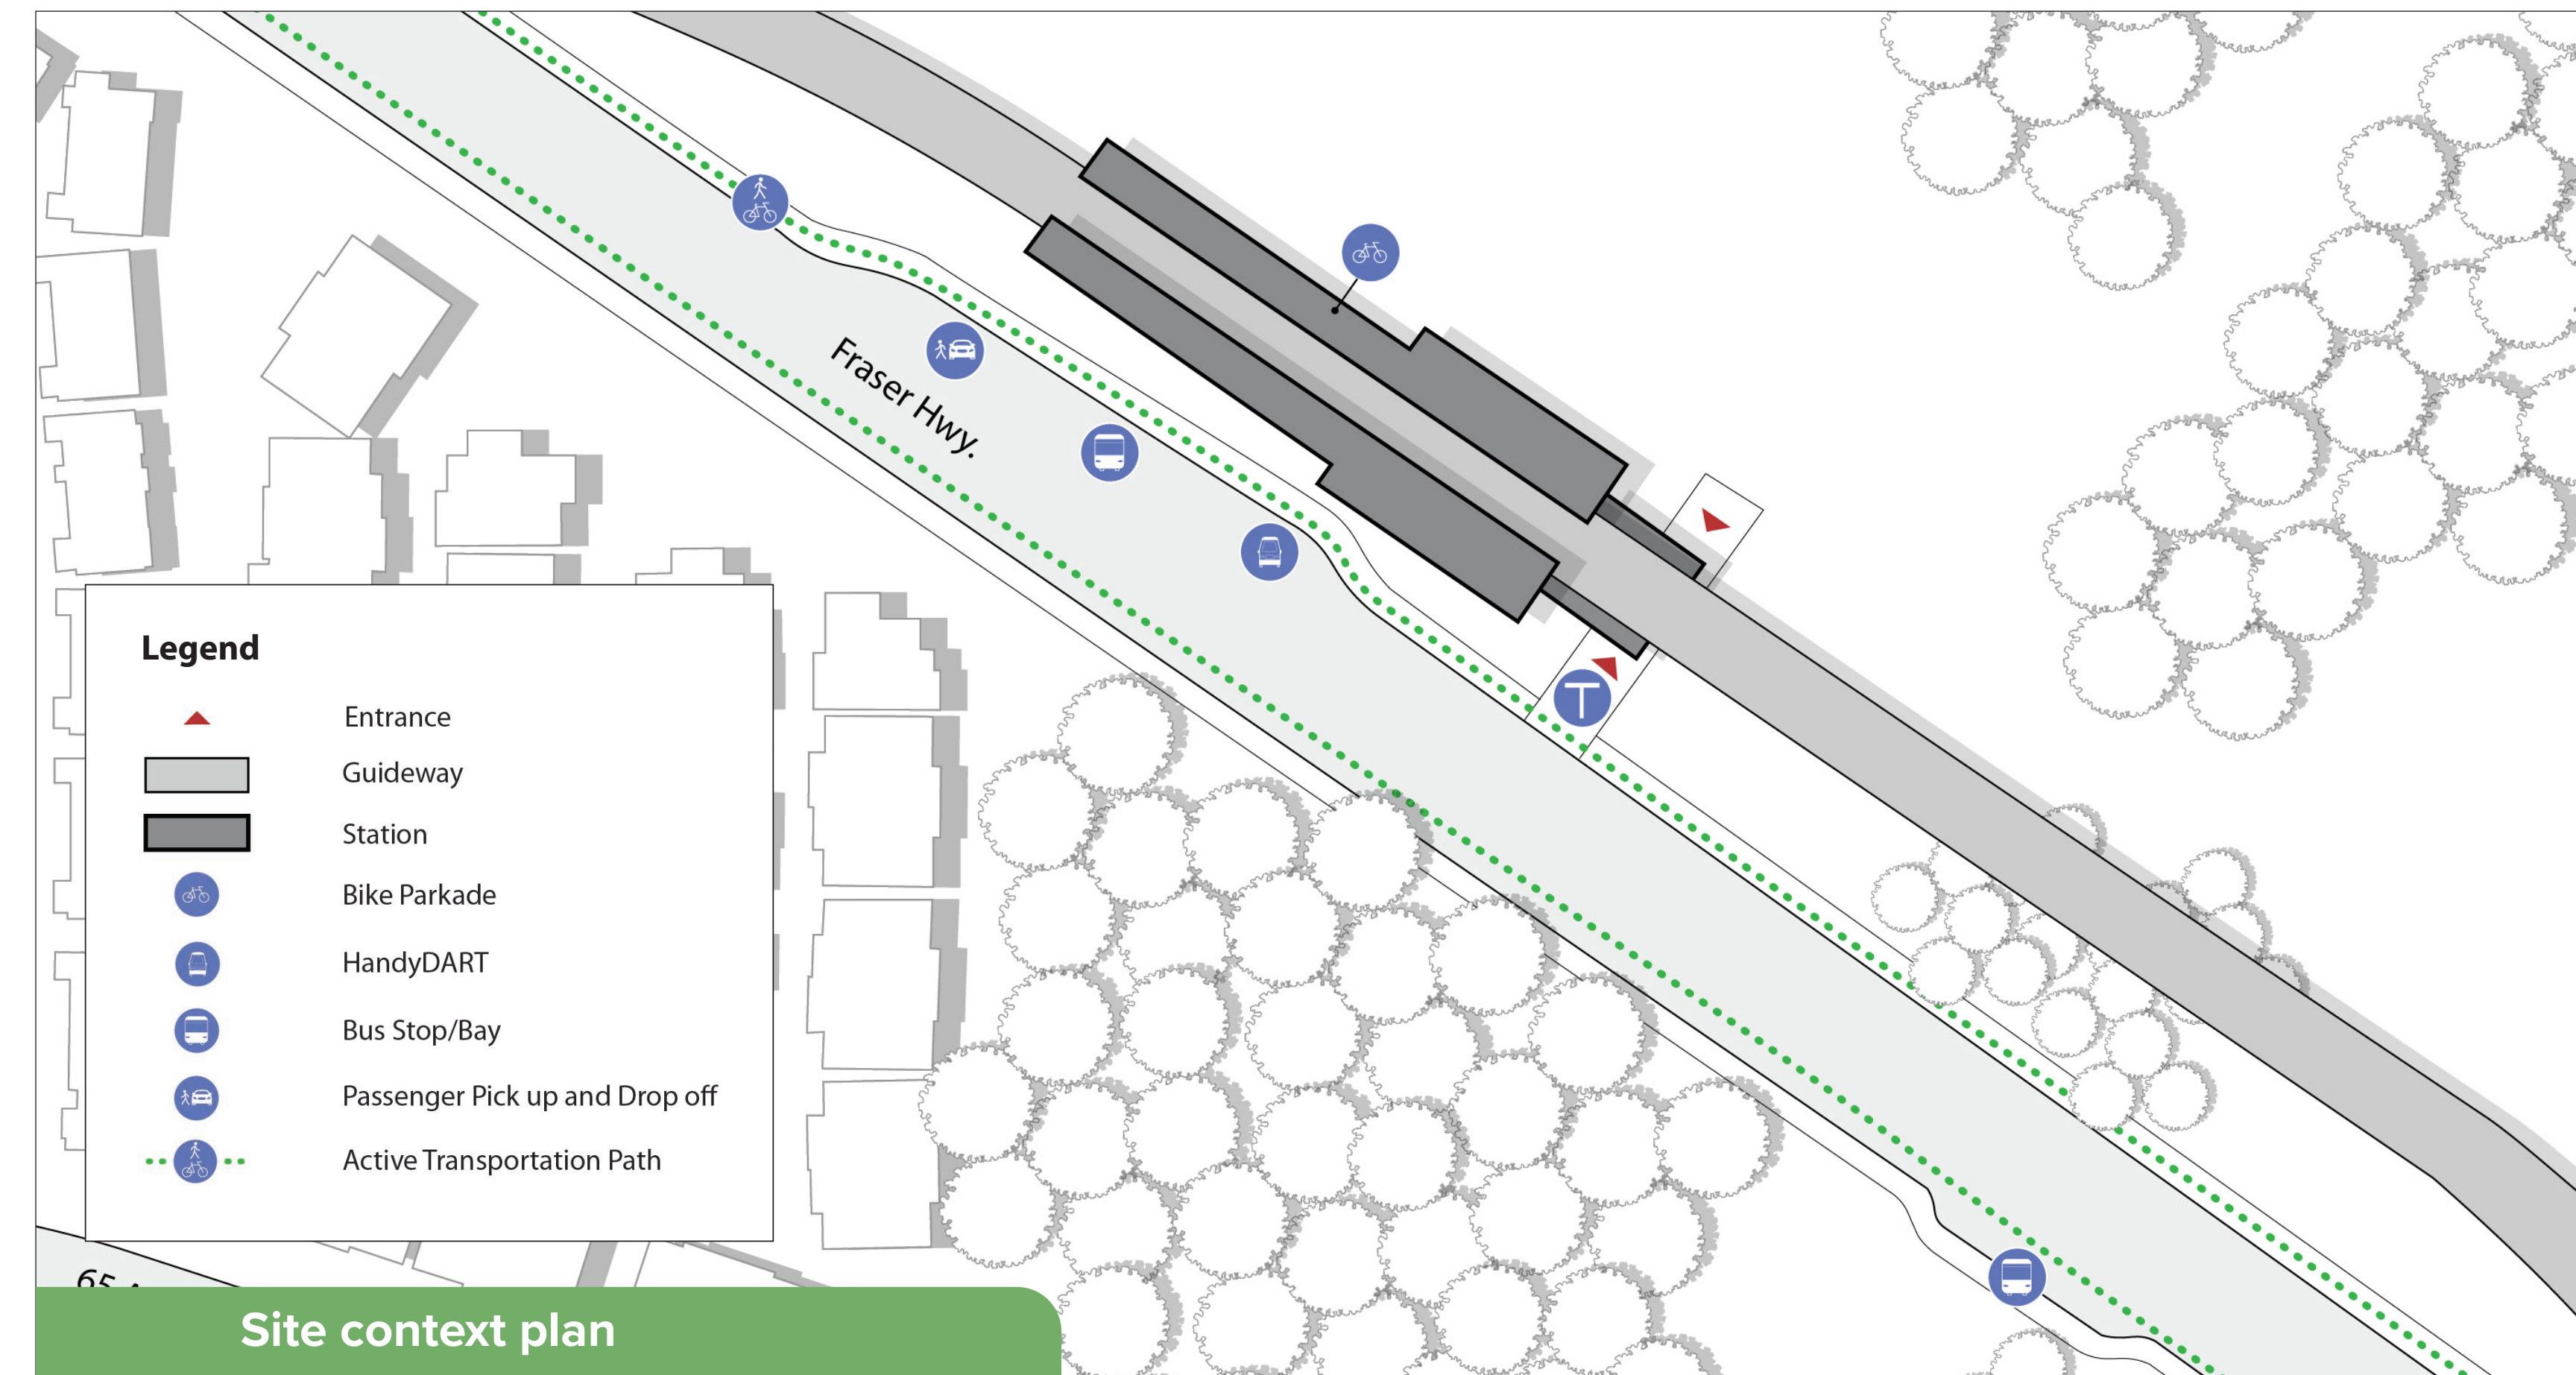 Fraser Hwy.
T
Legend
Entrance
Guideway
Station
Bike Parkade
HandyDART
Bus Stop/Bay
Passenger Pick up and Drop off
Active Transportation Path
65
Site context plan